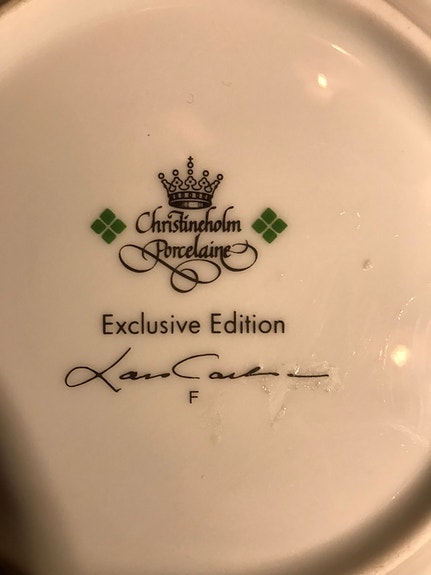 Christineholm
Porcelaine
Exclusive Edition
F